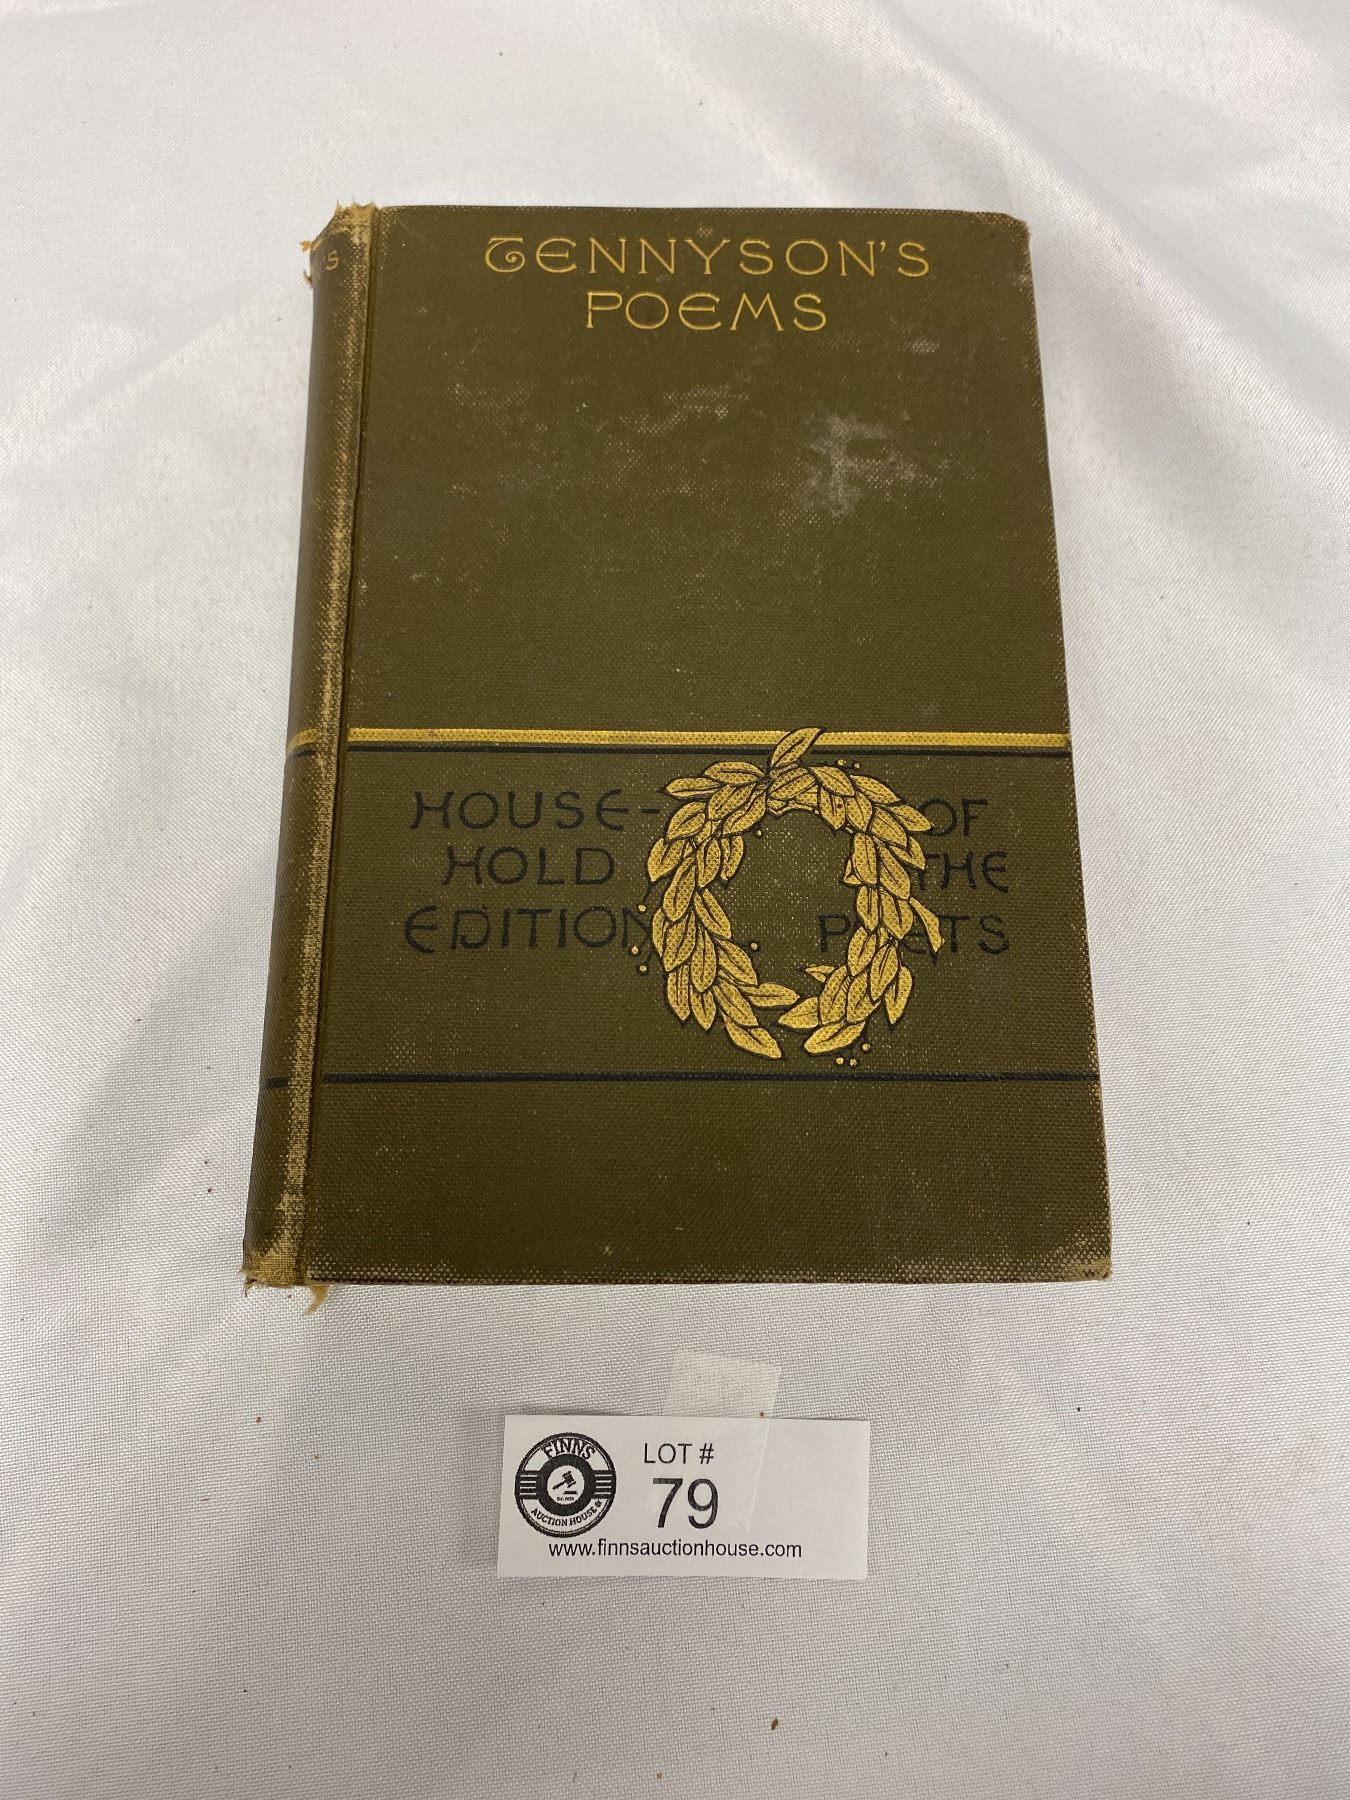 S
TENNYSON'S
POEMS
HOUSE-
HOLD
EDITION
OF
THE
POETS
FINNS
AUCTION HOUSE
LOT #
79
www.finnsauctionhouse.com